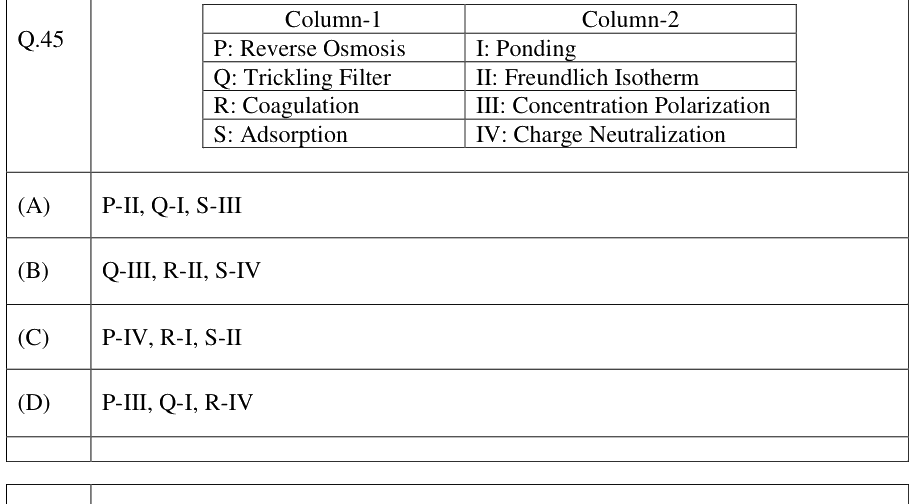 Q.45
Column-1 Column-2
P: Reverse Osmosis I: Ponding
Q: Trickling Filter II: Freundlich Isotherm
R: Coagulation III: Concentration Polarization
S: Adsorption IV: Charge Neutralization
(A) P-II, Q-I, S-III
(B) Q-III, R-II, S-IV
(C) P-IV, R-I, S-II
(D) P-III, Q-I, R-IV